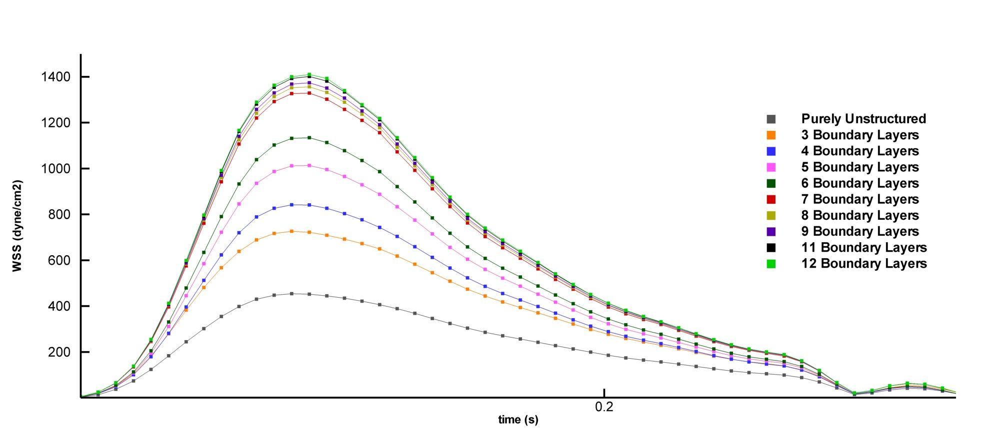 1400
1200
1000
800
600
400
200
WSS (dyne/cm2)
0.2
time (s)
Purely Unstructured
3 Boundary Layers
4 Boundary Layers
5 Boundary Layers
6 Boundary Layers
7 Boundary Layers
8 Boundary Layers
9 Boundary Layers
11 Boundary Layers
12 Boundary Layers